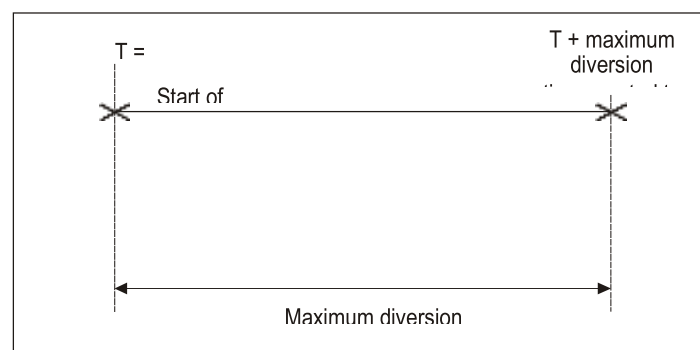 T =
T + maximum
diversion
Start of
Maximum diversion